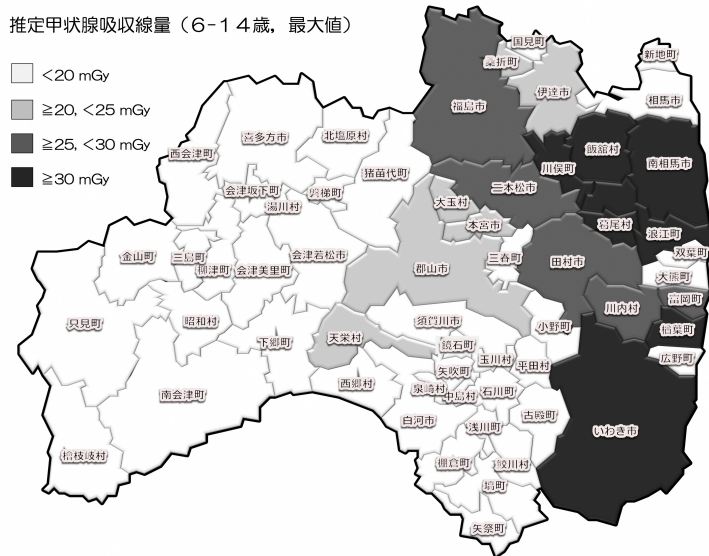 推定甲状腺吸収線量（6-14歳，最大値）
<20 mGy
≧20, <25 mGy
≧25, <30 mGy
≧30 mGy
国見町
新地町
桑折町
伊達市
相馬市
福島市
喜多方市
北塩原村
西会津町
飯舘村
川俣町
南相馬市
猪苗代町
会津坂下町
磐梯町
二本松市
湯川村
大玉村
葛尾村
本宮市
浪江町
金山町
三島町
会津若松市
双葉町
柳津町
会津美里町
郡山市
三春町
田村市
大熊町
富岡町
只見町
昭和村
須賀川市
小野町
川内村
下郷町
天栄村
楢葉町
鏡石町
玉川村
平田村
広野町
矢吹町
西郷村
泉崎村
中島村
石川町
南会津町
白河市
古殿町
浅川町
いわき市
檜枝岐村
棚倉町
鮫川村
塙町
矢祭町